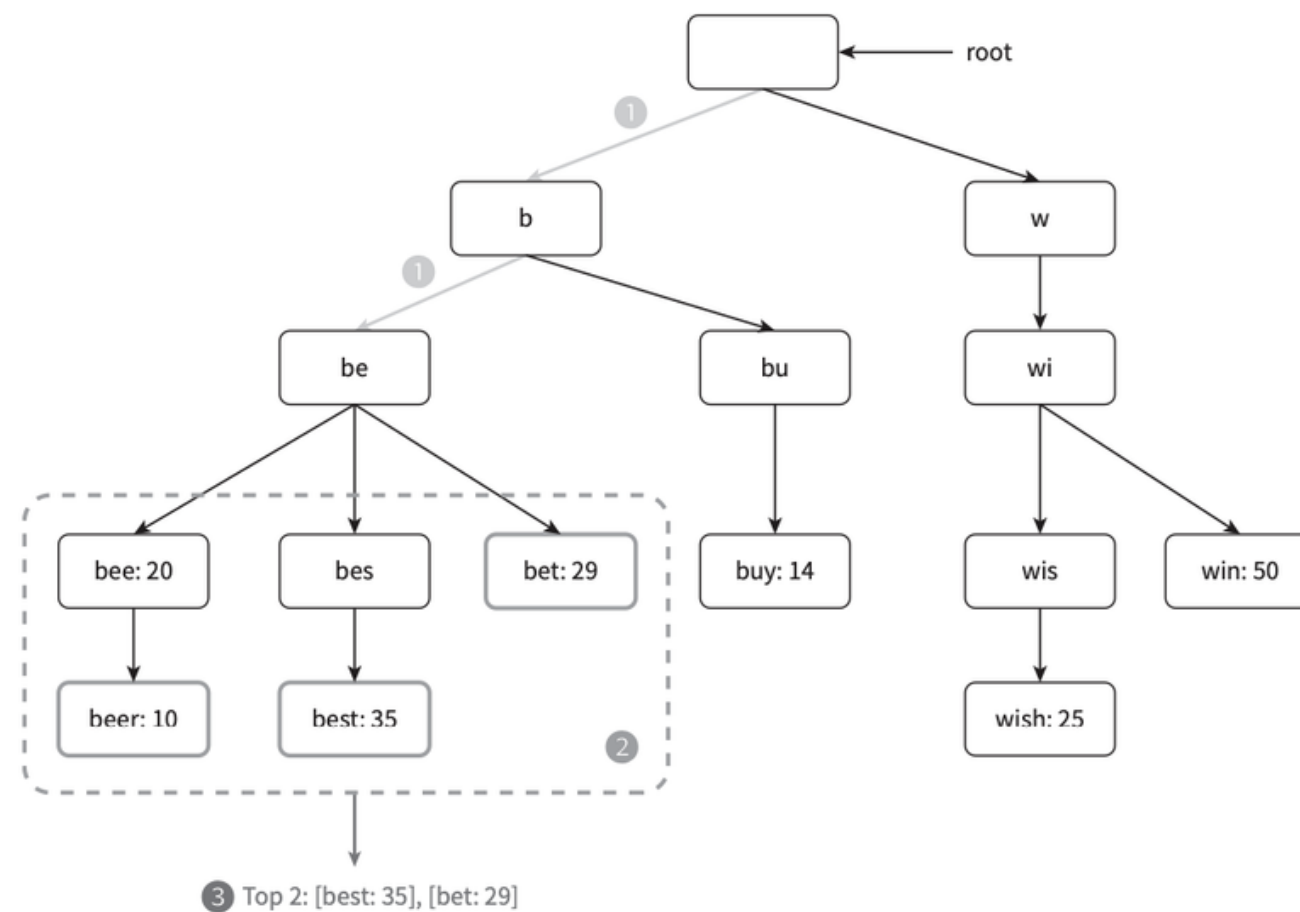 root
1
b
w
1
be
bu
wi
bee: 20
bes
bet: 29
buy: 14
wis
win: 50
beer: 10
best: 35
wish: 25
2
3 Top 2: [best: 35], [bet: 29]